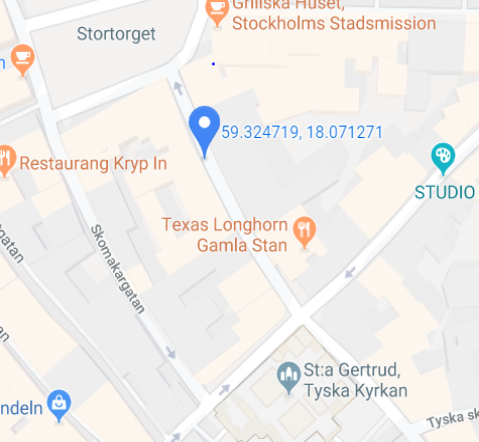 Grillska Huset,
Stockholms Stadsmission
Stortorget
59.324719, 18.071271
Restaurang Kryp In
STUDIO
Texas Longhorn
Gamla Stan
Skomakargatan
gatan
St:a Gertrud,
Tyska Kyrkan
ndeln
Tyska sk